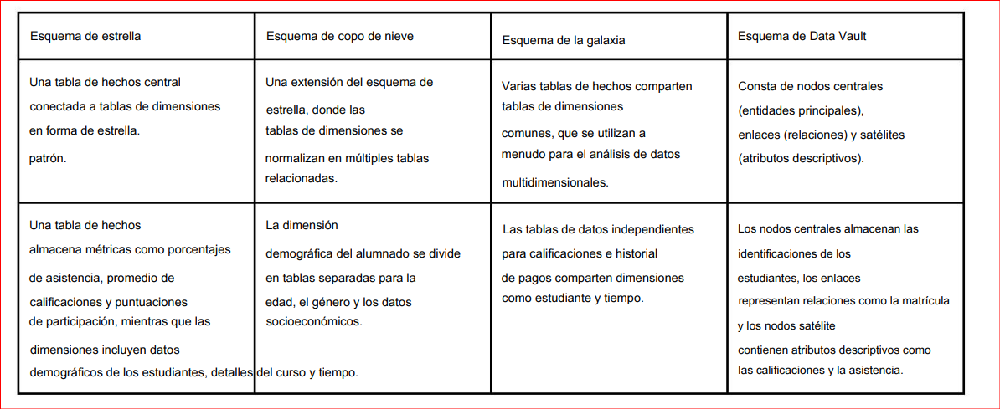 Esquema de estrella
Esquema de copo de nieve
Esquema de la galaxia
Esquema de Data Vault
Una tabla de hechos central
conectada a tablas de dimensiones
en forma de estrella.
patrón.
Una extensión del esquema de
estrella, donde las
tablas de dimensiones se
normalizan en múltiples tablas
relacionadas.
Varias tablas de hechos comparten
tablas de dimensiones
comunes, que se utilizan a
menudo para el análisis de datos
multidimensionales.
Consta de nodos centrales
(entidades principales),
enlaces (relaciones) y satélites
(atributos descriptivos).
Una tabla de hechos
almacena métricas como porcentajes
de asistencia, promedio de
calificaciones y puntuaciones
de participación, mientras que las
dimensiones incluyen datos
demográficos de los estudiantes, detalles del curso y tiempo.
La dimensión
demográfica del alumnado se divide
en tablas separadas para la
edad, el género y los datos
socioeconómicos.
Las tablas de datos independientes
para calificaciones e historial
de pagos comparten dimensiones
como estudiante y tiempo.
Los nodos centrales almacenan las
identificaciones de los
estudiantes, los enlaces
representan relaciones como la matrícula
y los nodos satélite
contienen atributos descriptivos como
las calificaciones y la asistencia.